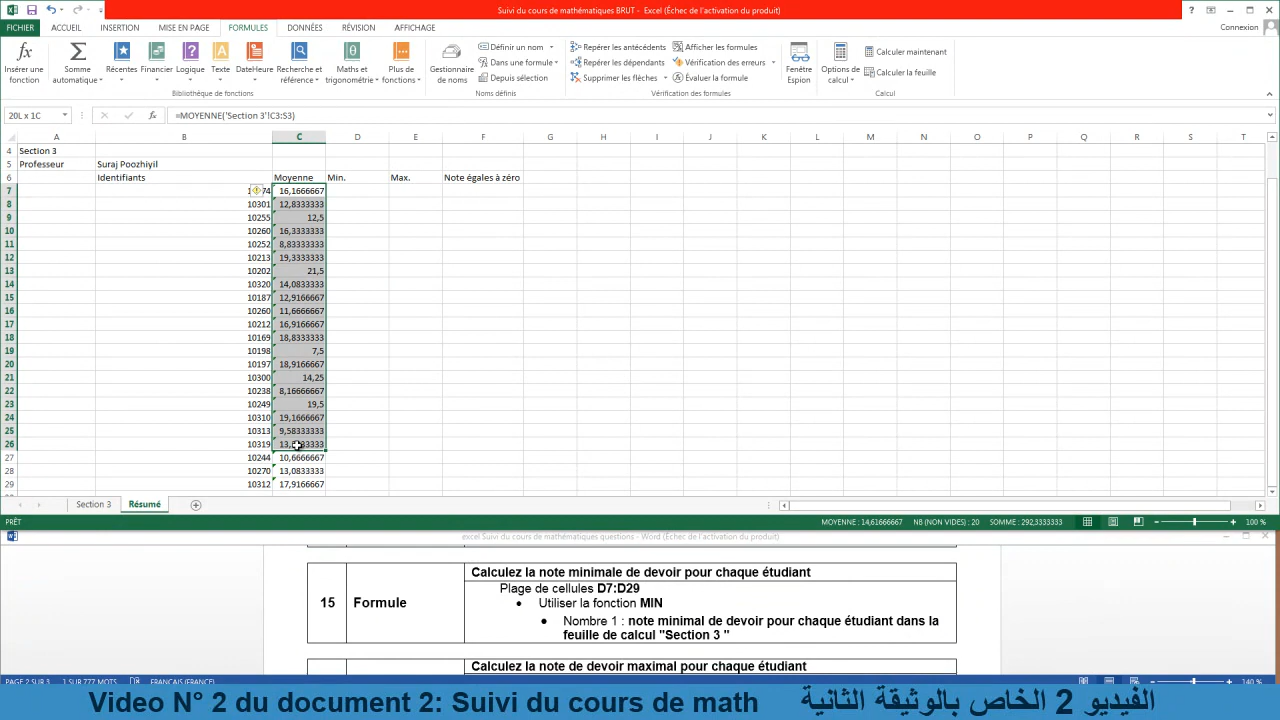 Suivi du cours de mathématiques BRUT - Excel (Échec de l'activation du produit)
FICHIER ACCUEIL INSERTION MISE EN PAGE FORMULES DONNÉES RÉVISION AFFICHAGE Connexion
Insérer une fonction
Somme automatique
Récentes
Financier
Logique
Texte
DateHeure
Recherche et référence
Maths et trigonométrie
Plus de fonctions
Bibliothèque de fonctions
Gestionnaire de noms
Définir un nom
Dans une formule
Depuis sélection
Noms définis
Repérer les antécédents
Repérer les dépendants
Supprimer les flèches
Afficher les formules
Vérification des erreurs
Évaluer la formule
Vérification des formules
Fenêtre Espion
Options de calcul
Calculer maintenant
Calculer la feuille
Calcul
20L x 1C fx =MOYENNE('Section 3'!C3:S3)
A B C D E F G H I J K L M N O P Q R S T
4 Section 3
5 Professeur Suraj Poozhiyil
6 Identifiants Moyenne Min. Max. Note égales à zéro
7 74 16,1666667
8 10301 12,8333333
9 10255 12,5
10 10260 16,3333333
11 10252 8,83333333
12 10213 19,3333333
13 10202 21,5
14 10320 14,0833333
15 10187 12,9166667
16 10260 11,6666667
17 10212 16,9166667
18 10169 18,8333333
19 10198 7,5
20 10197 18,9166667
21 10300 14,25
22 10238 8,16666667
23 10249 19,5
24 10310 19,1666667
25 10313 9,58333333
26 10319
27 10244 10,6666667
28 10270 13,0833333
29 10312 17,9166667
Section 3 Résumé
PRÊT MOYENNE : 14,61666667 NB (NON VIDES) : 20 SOMME : 292,3333333 100 %
excel Suivi du cours de mathématiques questions - Word (Échec de l'activation du produit)
15 Formule
Calculez la note minimale de devoir pour chaque étudiant
Plage de cellules D7:D29
• Utiliser la fonction MIN
● Nombre 1 : note minimal de devoir pour chaque étudiant dans la
feuille de calcul "Section 3 "
Calculez la note de devoir maximal pour chaque étudiant
PAGE 2 SUR 3 1 SUR 777 MOTS FRANÇAIS (FRANCE) 140 %
Video N° 2 du document 2: Suivi du cours de math الفيديو 2 الخاص بالوثيقة الثانية